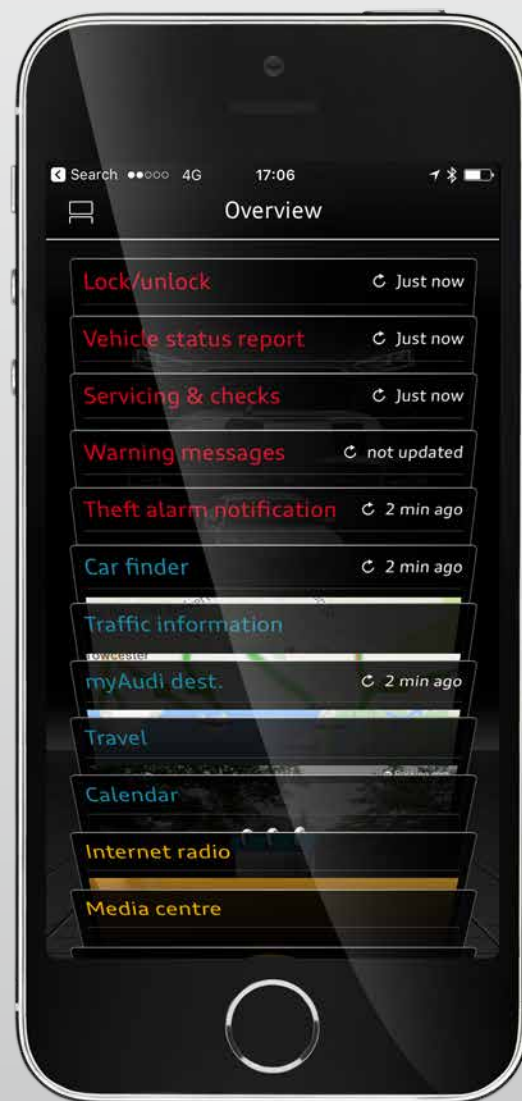 Search 4G 17:06
Overview
Lock/unlock Just now
Vehicle status report Just now
Servicing & checks Just now
Warning messages not updated
Theft alarm notification 2 min ago
Car finder 2 min ago
Traffic information
Towcester
myAudi dest. 2 min ago
Travel
Calendar
Internet radio
Media centre